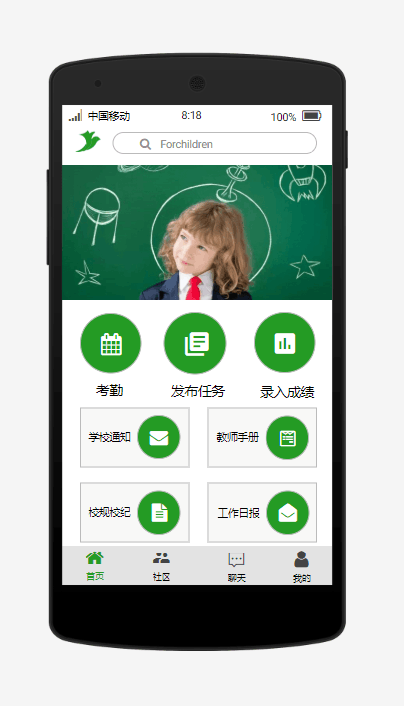 中国移动 8:18 100%
Forchildren
考勤 发布任务 录入成绩
学校通知 教师手册
校规校纪 工作日报
首页 社区 聊天 我的